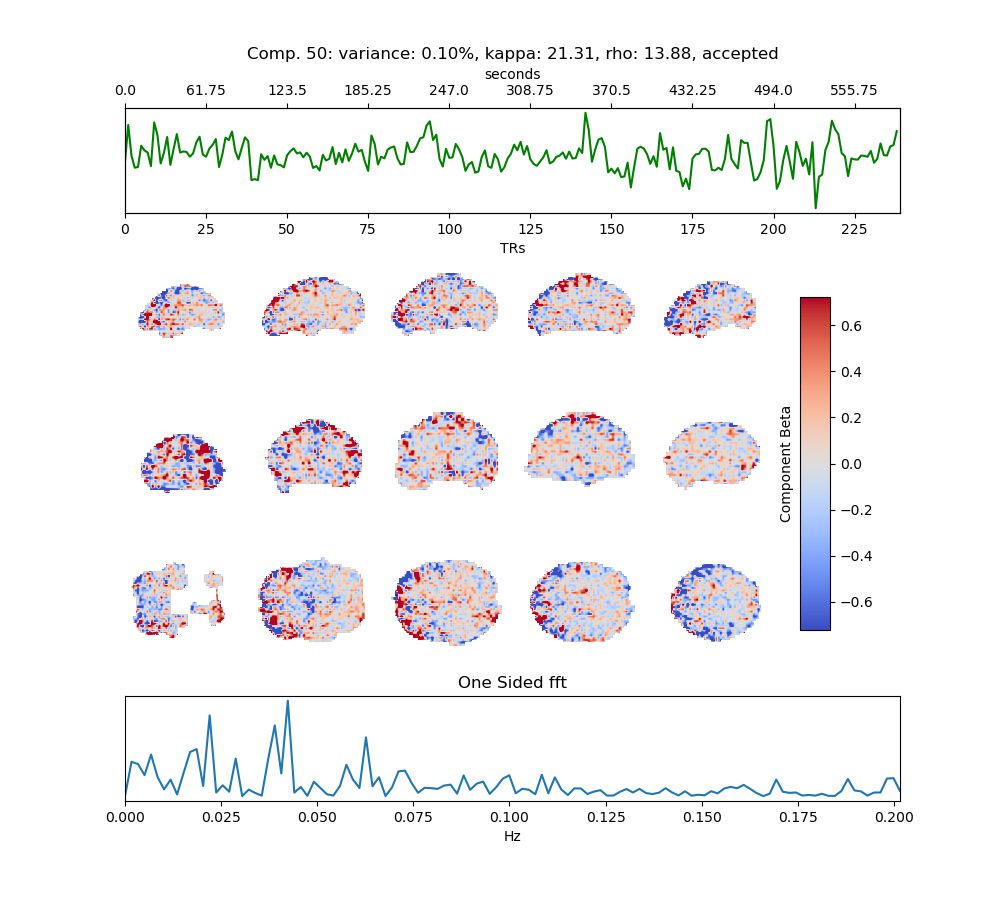 Comp. 50: variance: 0.10%, kappa: 21.31, rho: 13.88, accepted
seconds
0.0 61.75 123.5 185.25 247.0 308.75 370.5 432.25 494.0 555.75
0 25 50 75 100 125 150 175 200 225
TRs
Component Beta
0.6
0.4
0.2
0.0
−0.2
−0.4
−0.6
One Sided fft
0.000 0.025 0.050 0.075 0.100 0.125 0.150 0.175 0.200
Hz